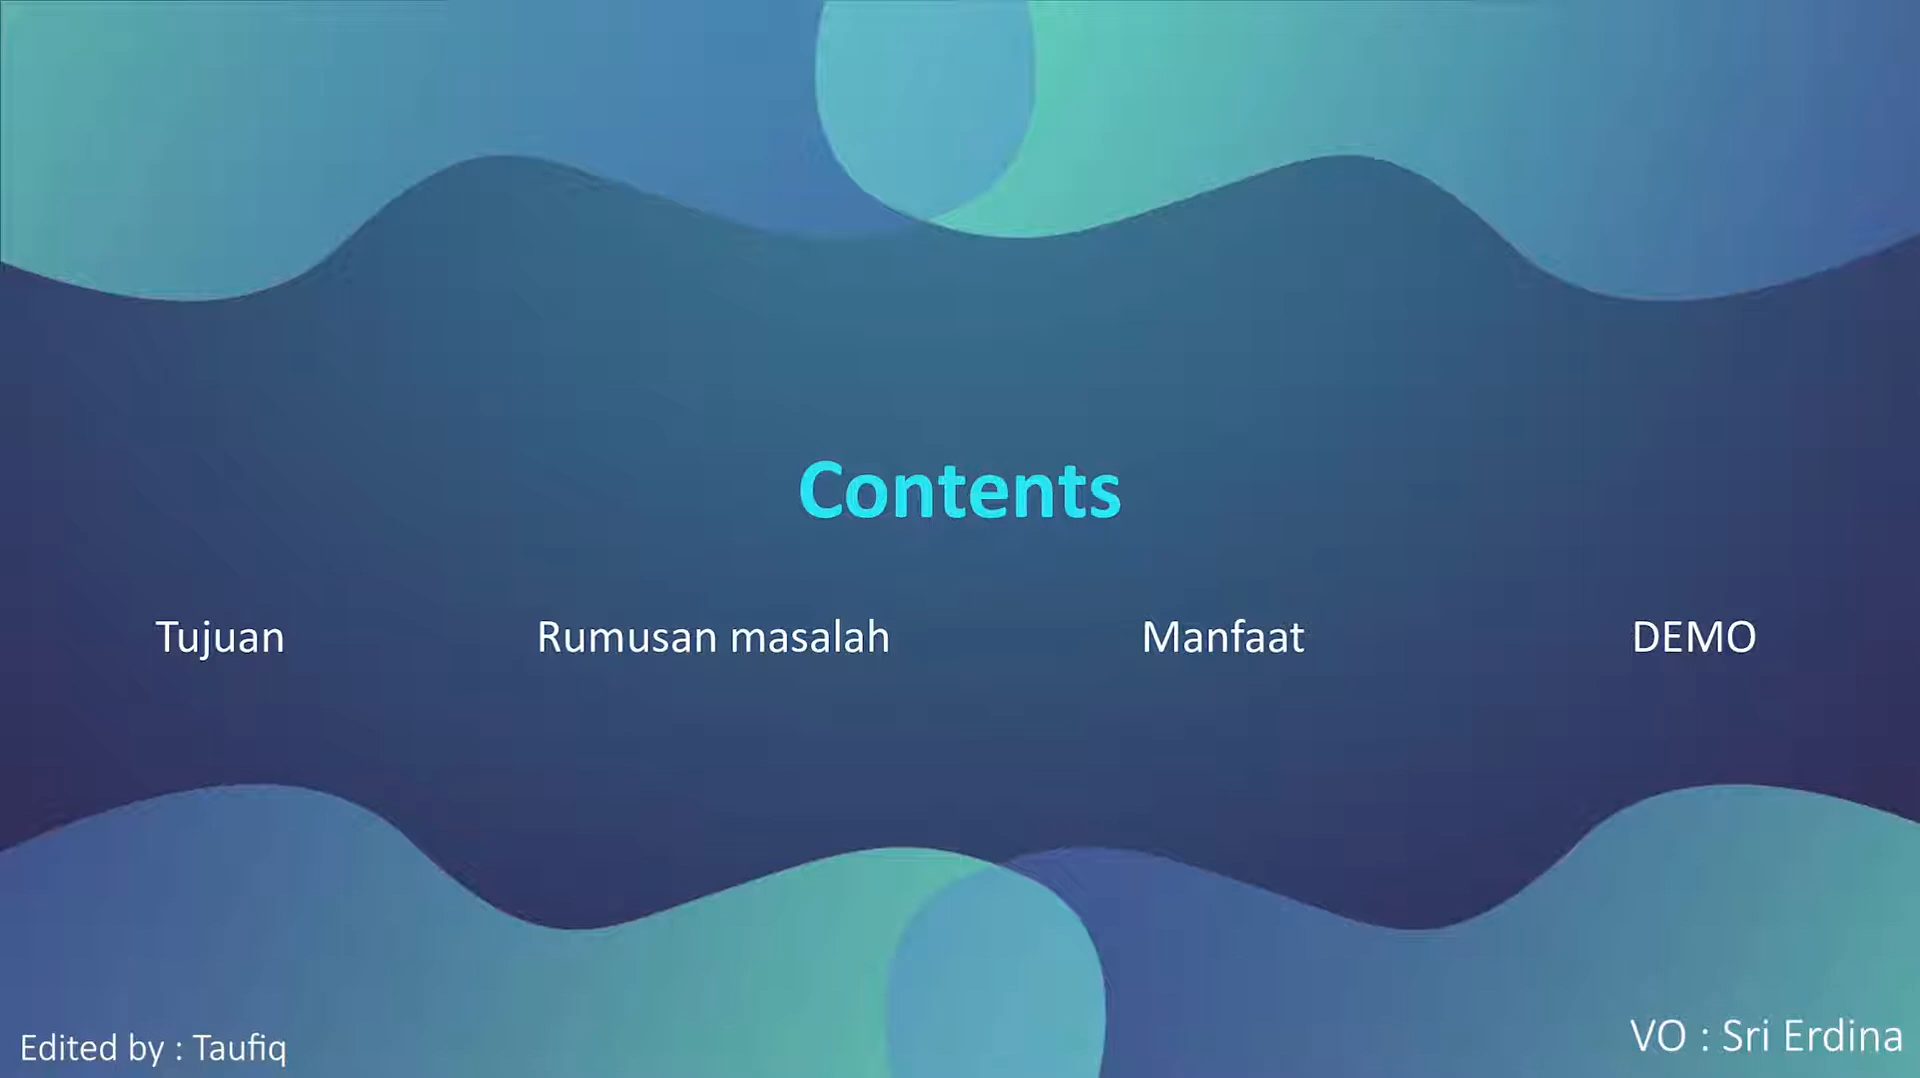 Contents
Tujuan
Rumusan masalah
Manfaat
DEMO
Edited by : Taufiq
VO : Sri Erdina